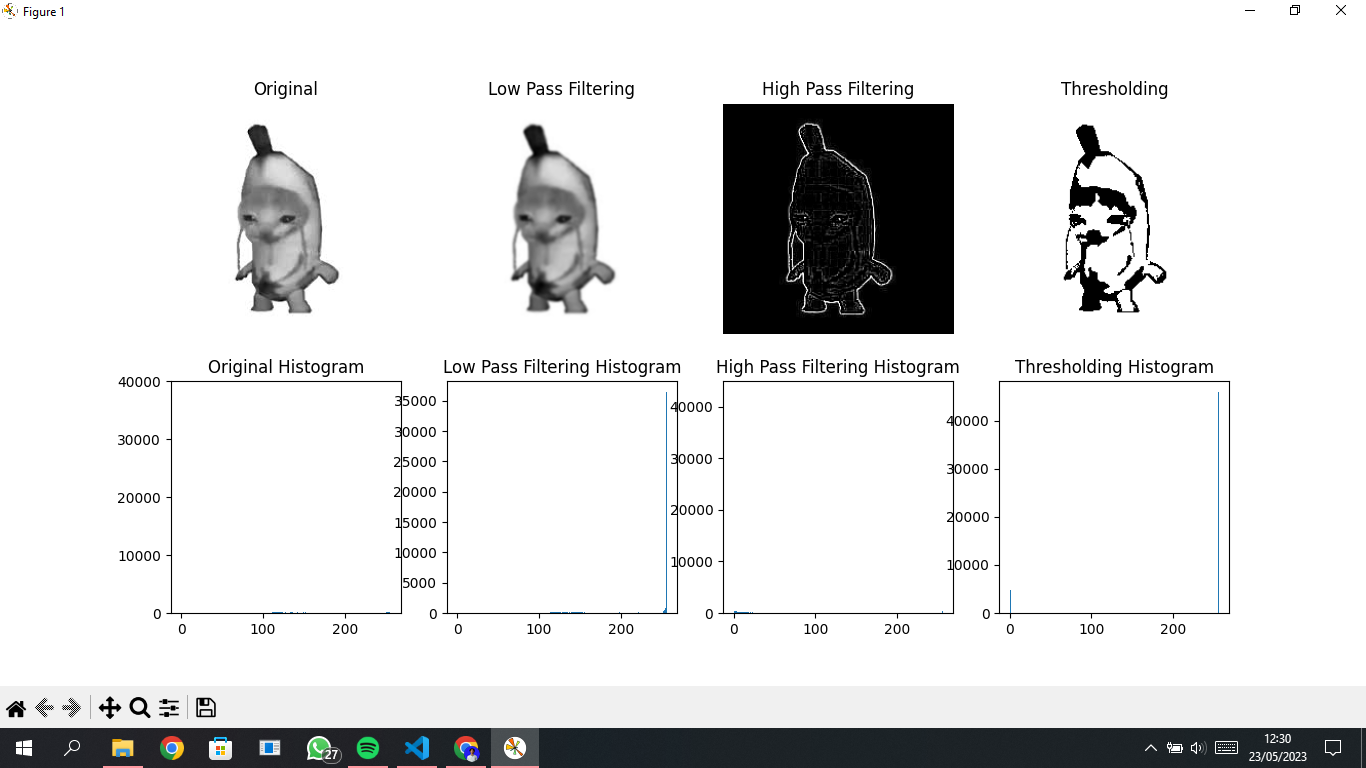 Figure 1
Original
Low Pass Filtering
High Pass Filtering
Thresholding
Original Histogram
40000
30000
20000
10000
0
0 100 200
Low Pass Filtering Histogram
35000
30000
25000
20000
15000
10000
5000
0
0 100 200
High Pass Filtering Histogram
40000
30000
20000
10000
0
0 100 200
Thresholding Histogram
40000
30000
20000
10000
0
0 100 200
27
12:30
23/05/2023